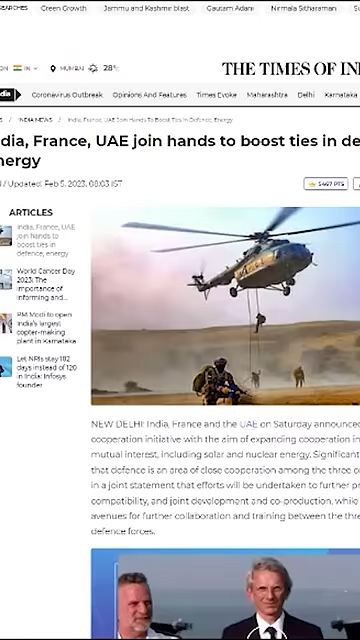 EARCHES Green Growth Jammu and Kashmir blast Gautam Adani Nirmala Sitharaman
ON IN MUMBAI 28°
THE TIMES OF IN
dia Coronavirus Outbreak Opinions And Features Times Evoke Maharashtra Delhi Karnataka
S / INDIA NEWS / India, France, UAE Join Hands To Boost Ties In Defence, Energy
dia, France, UAE join hands to boost ties in de
nergy
/ Updated: Feb 5, 2023, 08:03 IST
5467 PTS
ARTICLES
India, France, UAE
join hands to
boost ties in
defence, energy
World Cancer Day
2023: The
importance of
informing and...
PM Modi to open
India's largest
copter-making
plant in Karnataka
Let NRIs stay 182
days instead of 120
in India: Infosys
founder
NEW DELHI: India, France and the UAE on Saturday announced
cooperation initiative with the aim of expanding cooperation in
mutual interest, including solar and nuclear energy. Significant
that defence is an area of close cooperation among the three c
in a joint statement that efforts will be undertaken to further pr
compatibility, and joint development and co-production, while
avenues for further collaboration and training between the thre
defence forces.